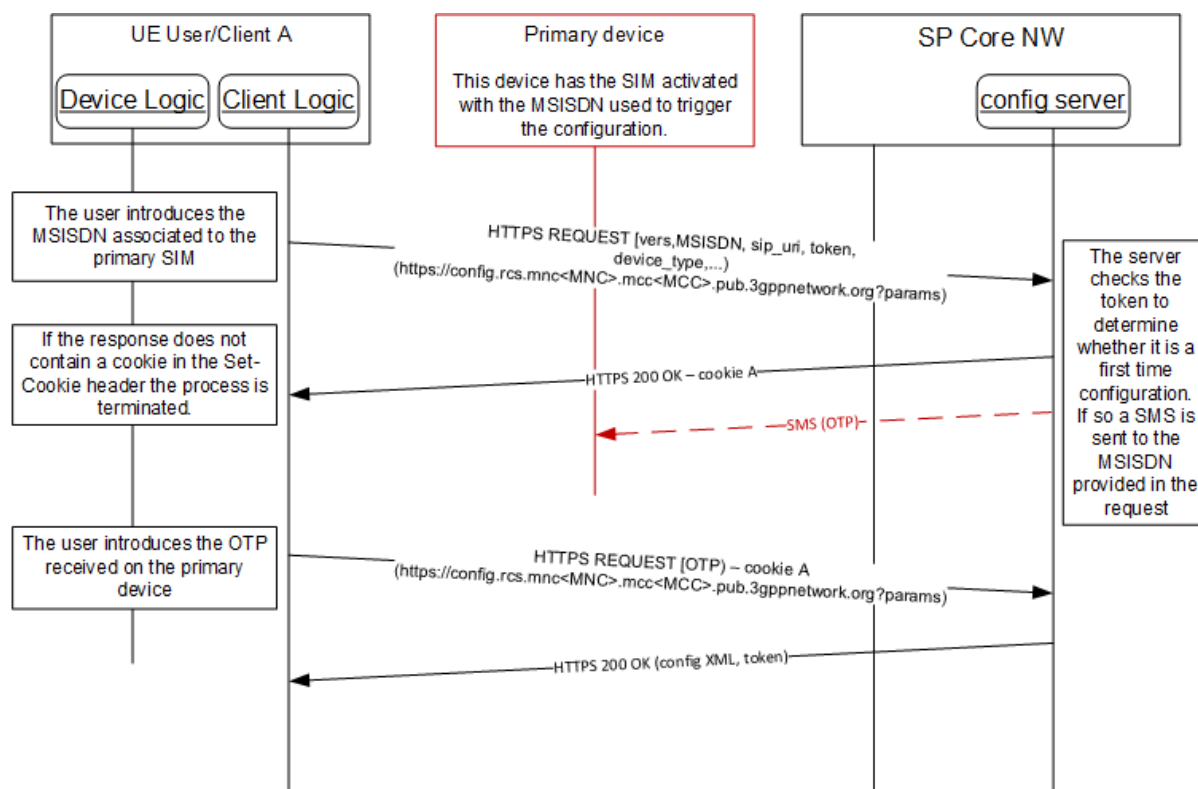 UE User/Client A
Device Logic
Client Logic
Primary device
This device has the SIM activated
with the MSISDN used to trigger
the configuration.
SP Core NW
config server
The user introduces the
MSISDN associated to the
primary SIM
HTTPS REQUEST [vers,MSISDN, sip_uri, token,
device_type,...)
(https://config.rcs.mnc<MNC>.mcc<MCC>.pub.3gppnetwork.org?params)
The server
checks the
token to
determine
whether it is a
first time
configuration.
If so a SMS is
sent to the
MSISDN
provided in the
request
If the response does not
contain a cookie in the Set-
Cookie header the process is
terminated.
HTTPS 200 OK – cookie A
SMS (OTP)
The user introduces the OTP
received on the primary
device
HTTPS REQUEST [OTP) – cookie A
(https://config.rcs.mnc<MNC>.mcc<MCC>.pub.3gppnetwork.org?params)
HTTPS 200 OK (config XML, token)